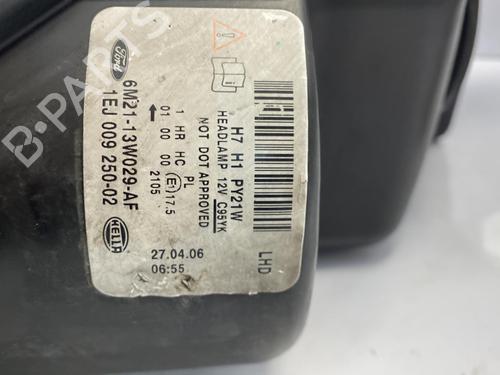 Ford
6M21-13W029-AF
1EJ 009 250-02
HELLA
1 HR HC PL
01 00 00 E1 17.5
2105
H7 H1 PY21W
HEADLAMP 12V C95YK
NOT DOT APPROVED
27.04.06
06:55
LHD
B-PARTS